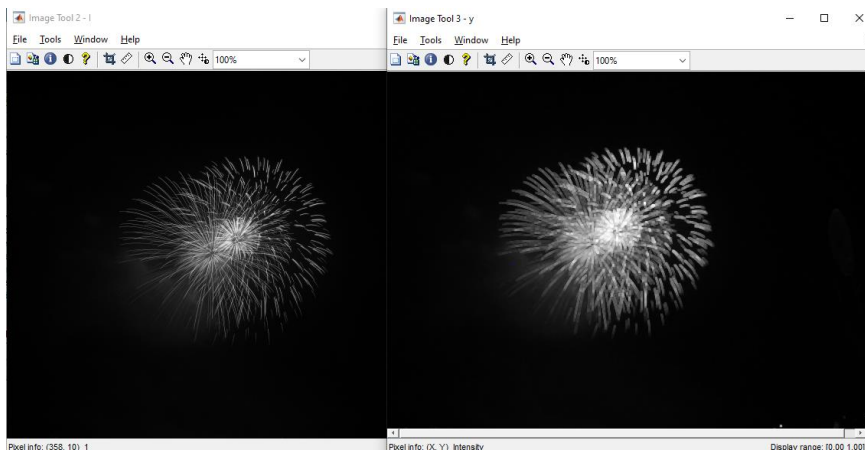 Image Tool 2 - I
File Tools Window Help
100%
Pixel info: (358, 10) 1
Image Tool 3 - y
File Tools Window Help
100%
Pixel info: (X, Y) Intensity
Display range: [0.00 1.00]